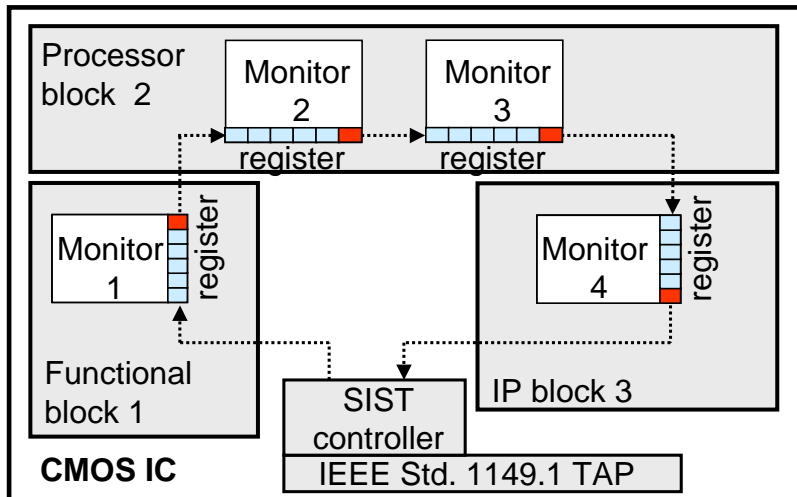 Processor
block 2
Monitor
2
register
Monitor
3
register
Monitor
1
register
Functional
block 1
Monitor
4
register
IP block 3
SIST
controller
IEEE Std. 1149.1 TAP
CMOS IC